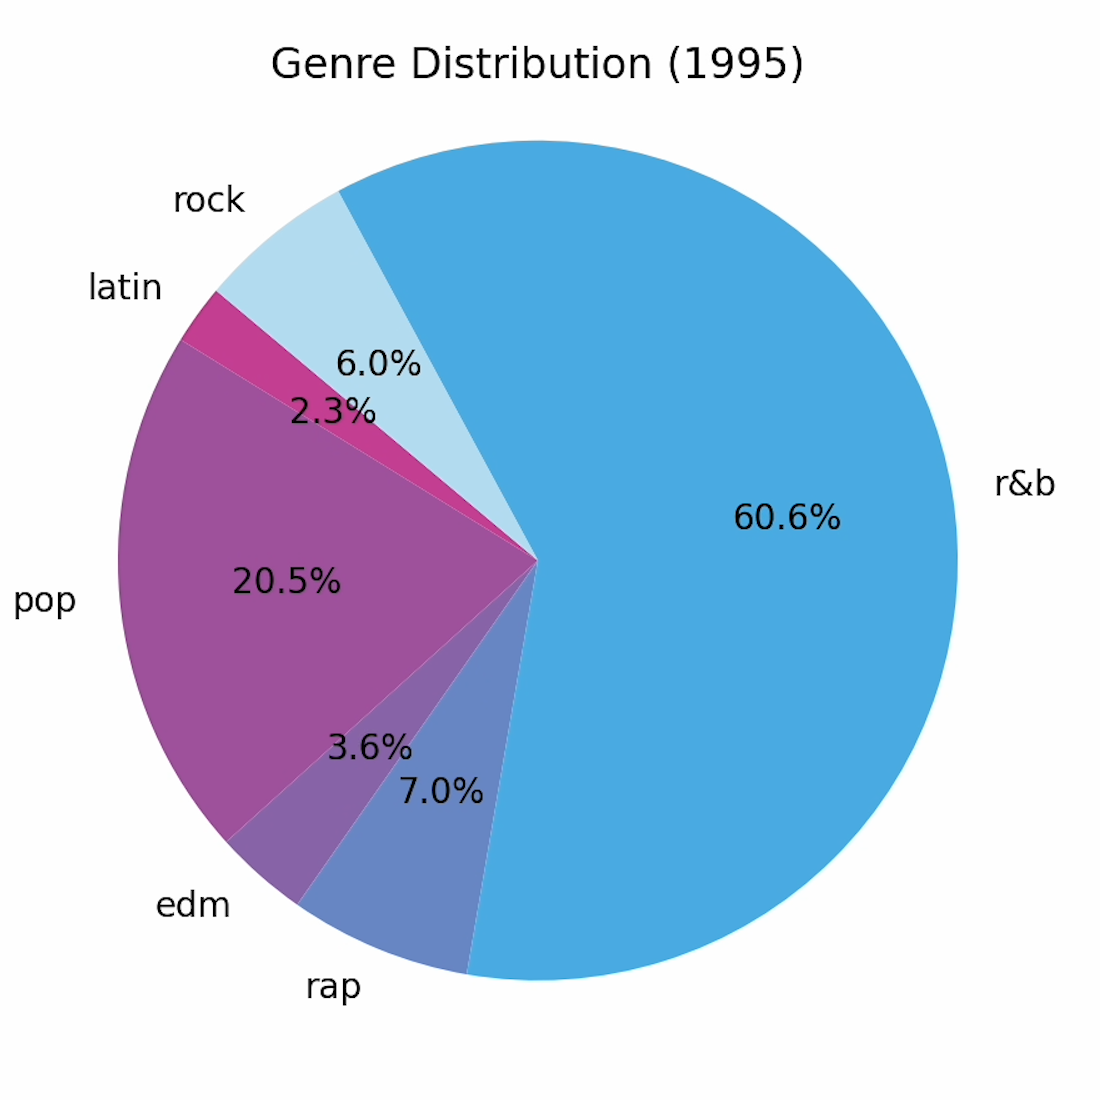 Genre Distribution (1995)
rock
latin
6.0%
2.3%
r&b
60.6%
20.5%
pop
3.6%
7.0%
edm
rap